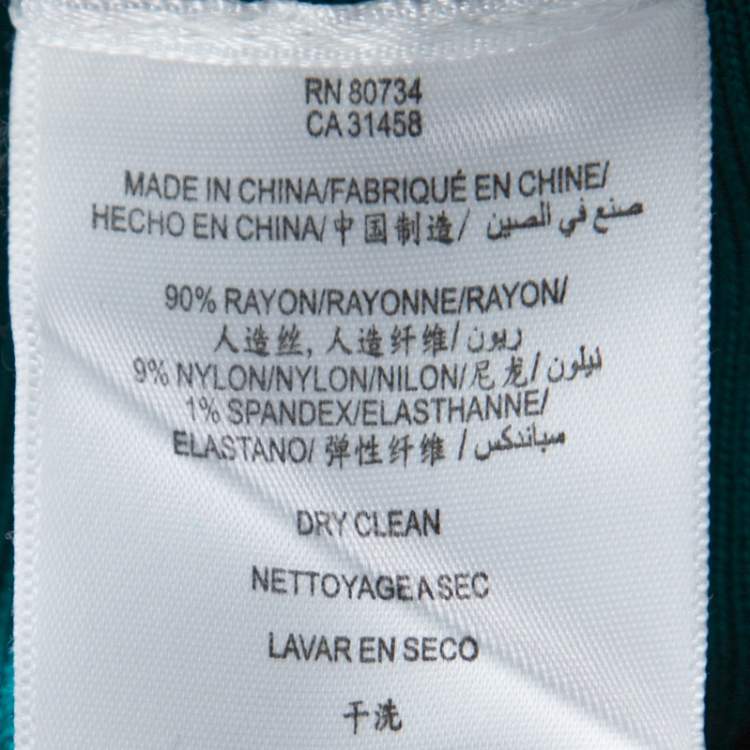 RN 80734
CA 31458
MADE IN CHINA/FABRIQUÉ EN CHINE/
HECHO EN CHINA/中国制造/ صنع في الصين
90% RAYON/RAYONNE/RAYON/
人造丝, 人造纤维/ ريون
9% NYLON/NYLON/NILON/尼龙/ نيلون
1% SPANDEX/ELASTHANNE/
ELASTANO/ 弹性纤维 / سباندكس
DRY CLEAN
NETTOYAGE A SEC
LAVAR EN SECO
干洗